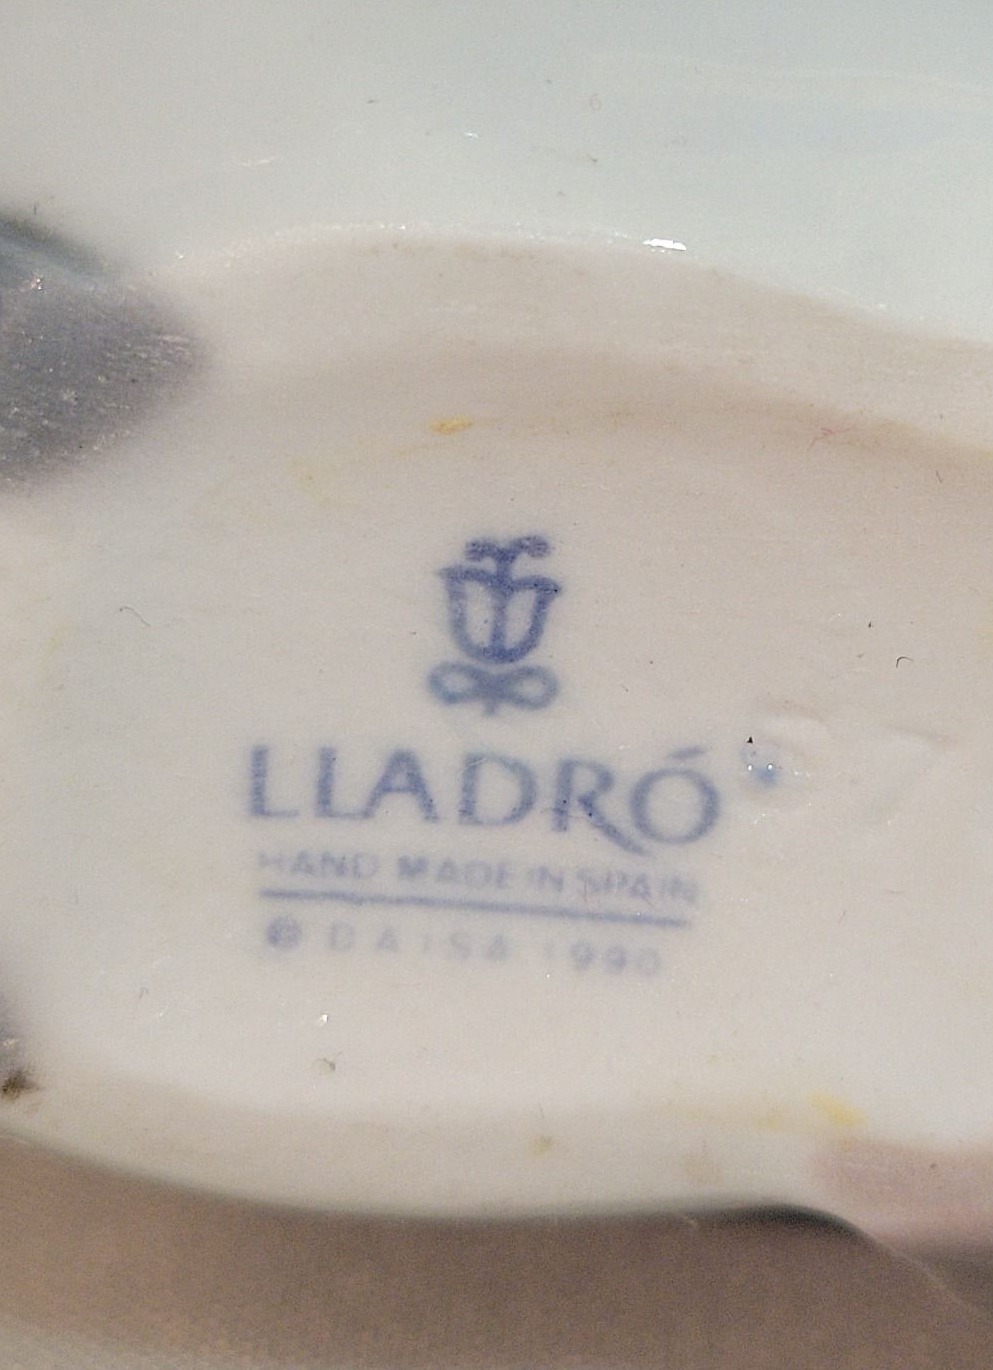 LLADRÓ
HAND MADE IN SPAIN
© DAISA 1990